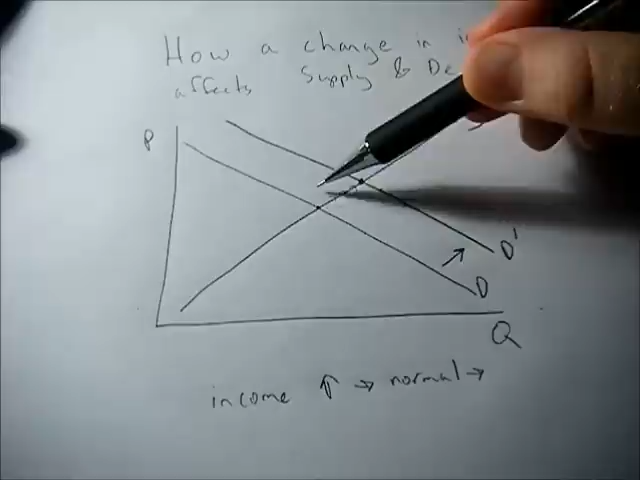 How a change in
affects Supply & De
P
D'
D
Q
income ↑ → normal →